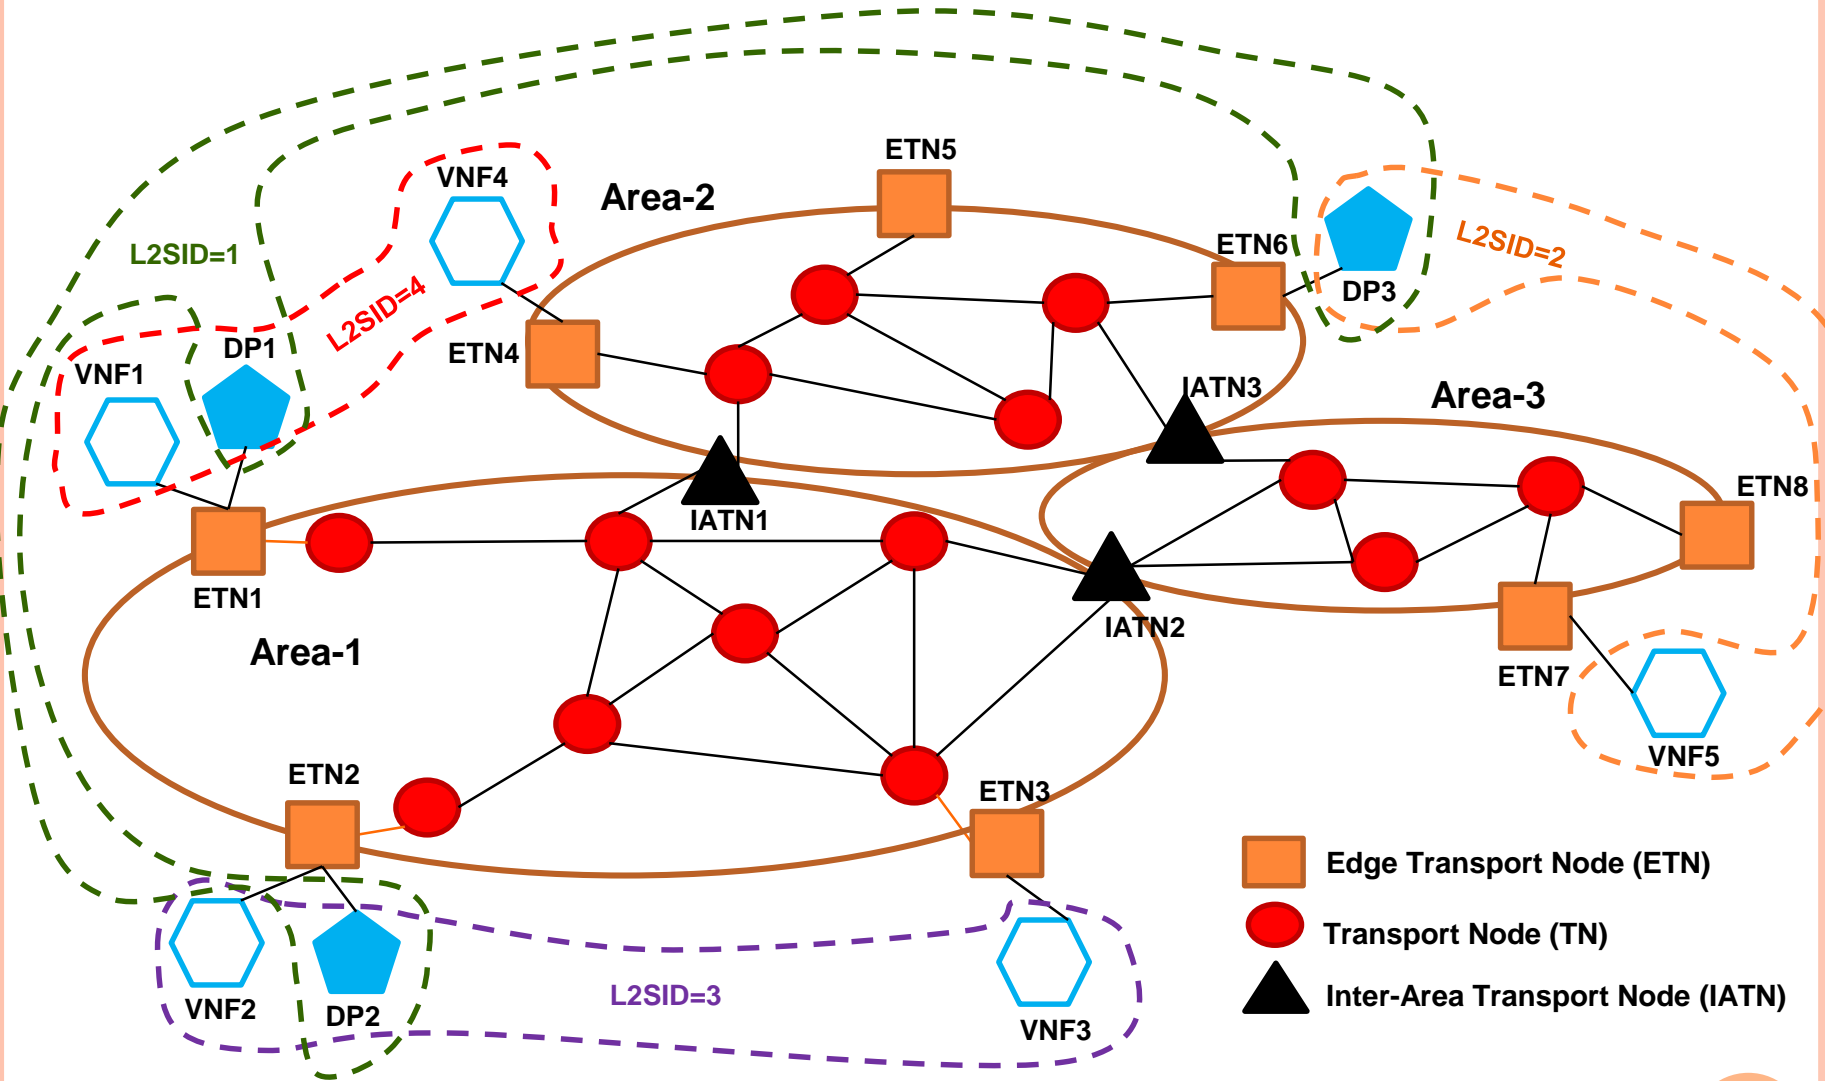 ETN5
VNF4
Area-2
ETN6
L2SID=2
L2SID=1
DP3
L2SID=4
DP1
ETN4
VNF1
IATN3
Area-3
ETN8
IATN1
ETN1
IATN2
Area-1
ETN7
VNF5
ETN2
ETN3
Edge Transport Node (ETN)
Transport Node (TN)
L2SID=3
Inter-Area Transport Node (IATN)
VNF2
DP2
VNF3